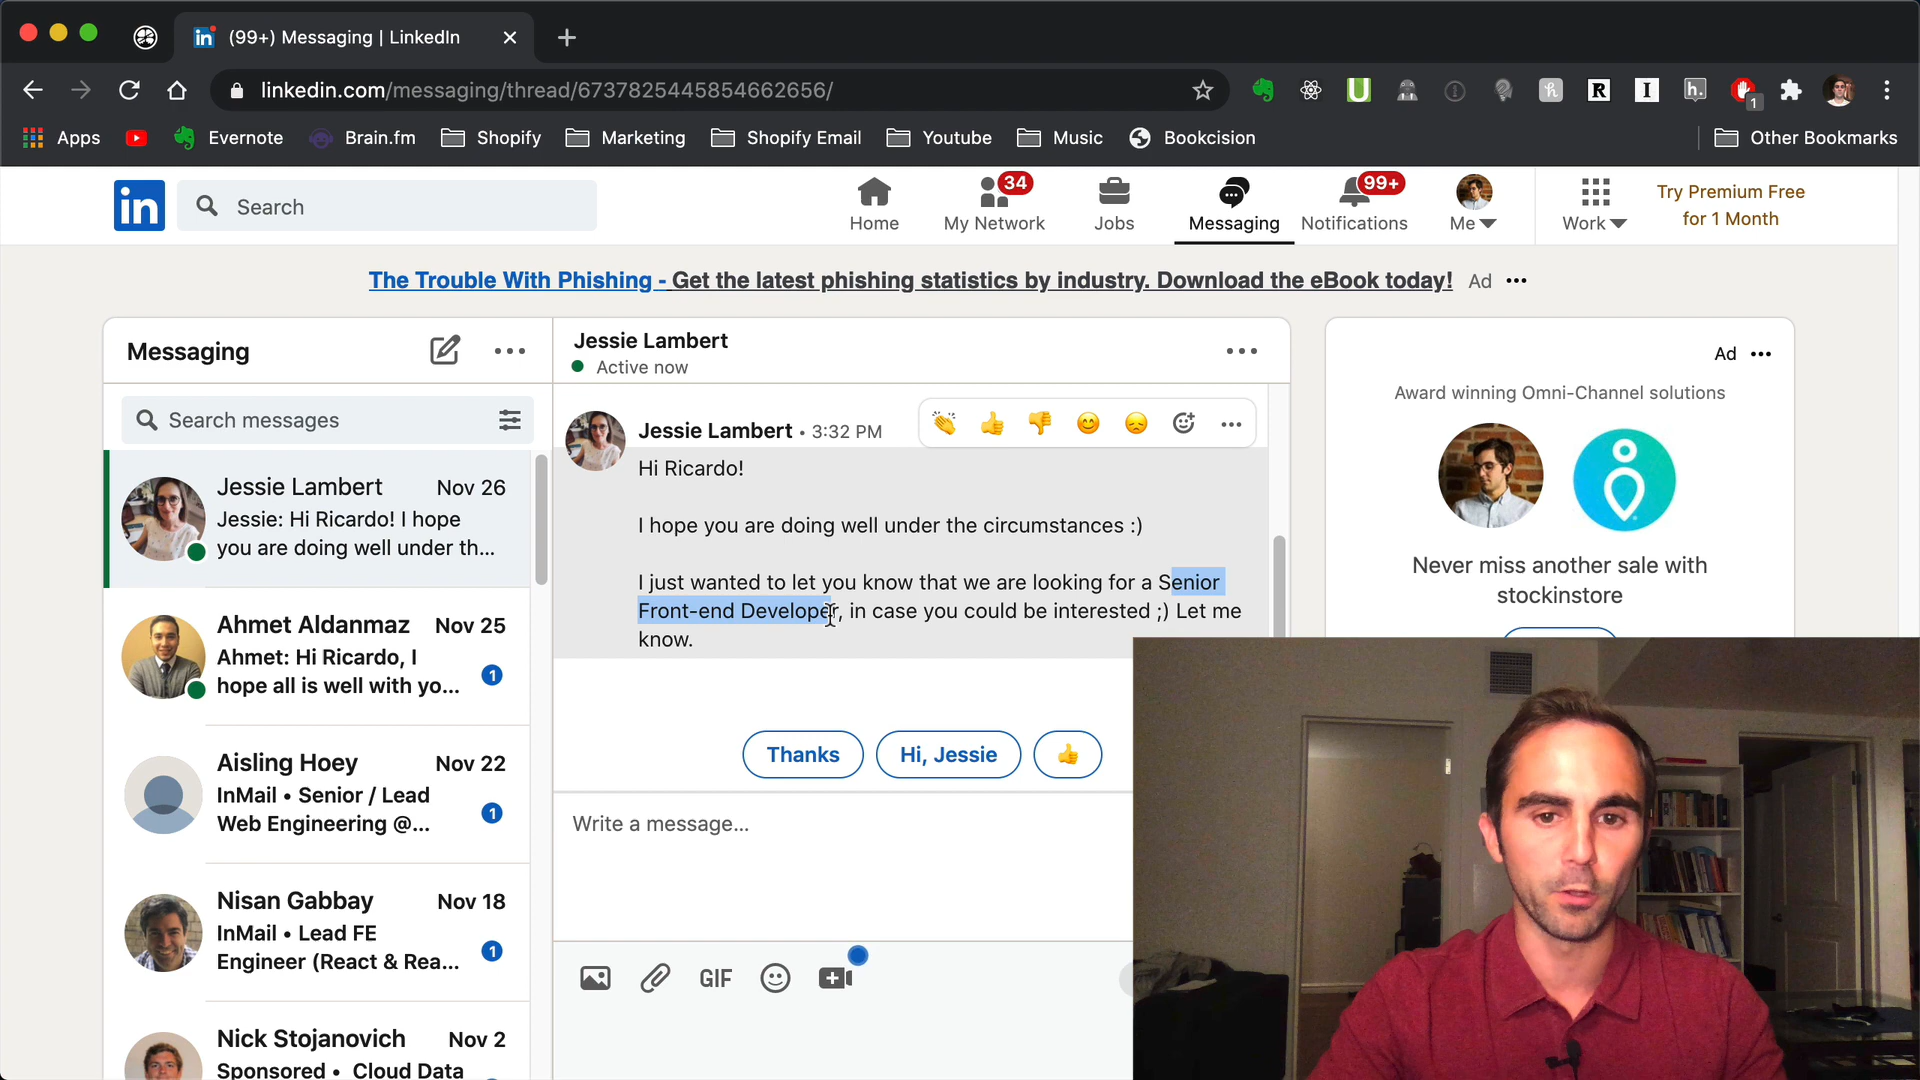 (99+) Messaging | LinkedIn
linkedin.com/messaging/thread/6737825445854662656/
1
Apps
Evernote
Brain.fm
Shopify
Marketing
Shopify Email
Youtube
Music
Bookcision
Other Bookmarks
in
Search
Home
34
My Network
Jobs
Messaging
99+
Notifications
Me
Work
Try Premium Free
for 1 Month
The Trouble With Phishing - Get the latest phishing statistics by industry. Download the eBook today! Ad
Messaging
Search messages
Jessie Lambert Nov 26
Jessie: Hi Ricardo! I hope
you are doing well under th...
Ahmet Aldanmaz Nov 25
Ahmet: Hi Ricardo, I
hope all is well with yo... 1
Aisling Hoey Nov 22
InMail • Senior / Lead
Web Engineering @... 1
Nisan Gabbay Nov 18
InMail • Lead FE
Engineer (React & Rea... 1
Nick Stojanovich Nov 2
Sponsored • Cloud Data
Jessie Lambert
Active now
Jessie Lambert • 3:32 PM
Hi Ricardo!
I hope you are doing well under the circumstances :)
I just wanted to let you know that we are looking for a Senior
Front-end Developer, in case you could be interested ;) Let me
know.
Thanks
Hi, Jessie
Write a message...
GIF
Ad
Award winning Omni-Channel solutions
Never miss another sale with
stockinstore